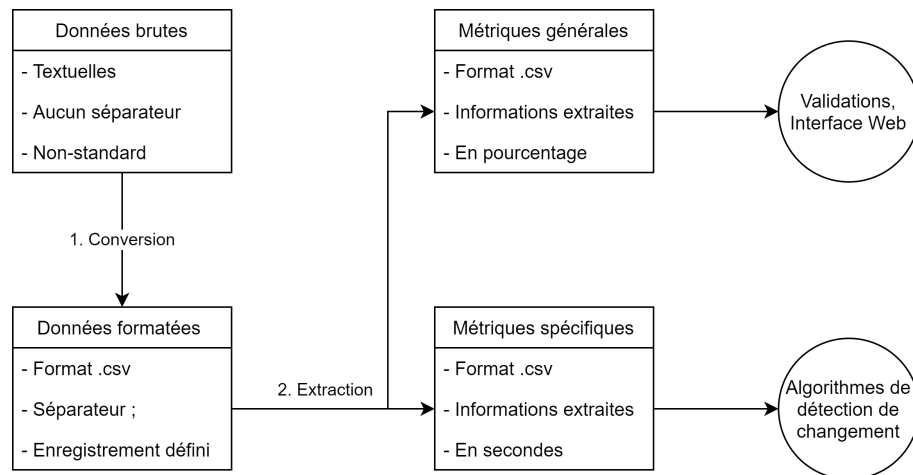 Données brutes
- Textuelles
- Aucun séparateur
- Non-standard
1. Conversion
Données formatées
- Format .csv
- Séparateur ;
- Enregistrement défini
2. Extraction
Métriques générales
- Format .csv
- Informations extraites
- En pourcentage
Validations,
Interface Web
Métriques spécifiques
- Format .csv
- Informations extraites
- En secondes
Algorithmes de
détection de
changement